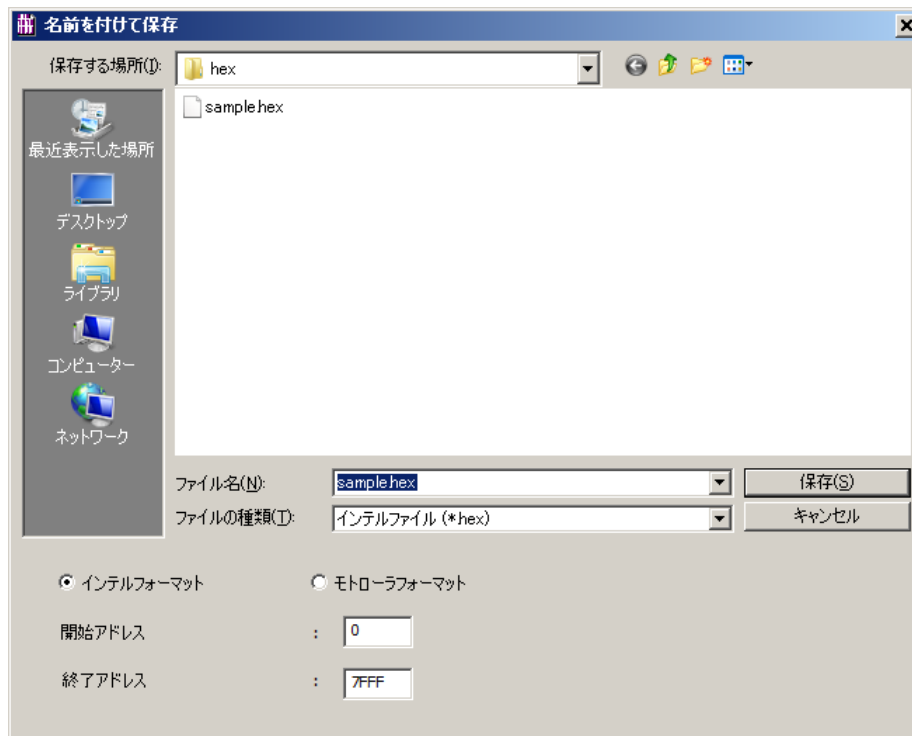 名前を付けて保存
保存する場所(I): hex
sample.hex
最近表示した場所
デスクトップ
ライブラリ
コンピューター
ネットワーク
ファイル名(N): sample.hex 保存(S)
ファイルの種類(T): インテルファイル (*.hex) キャンセル
インテルフォーマット モトローラフォーマット
開始アドレス : 0
終了アドレス : 7FFF